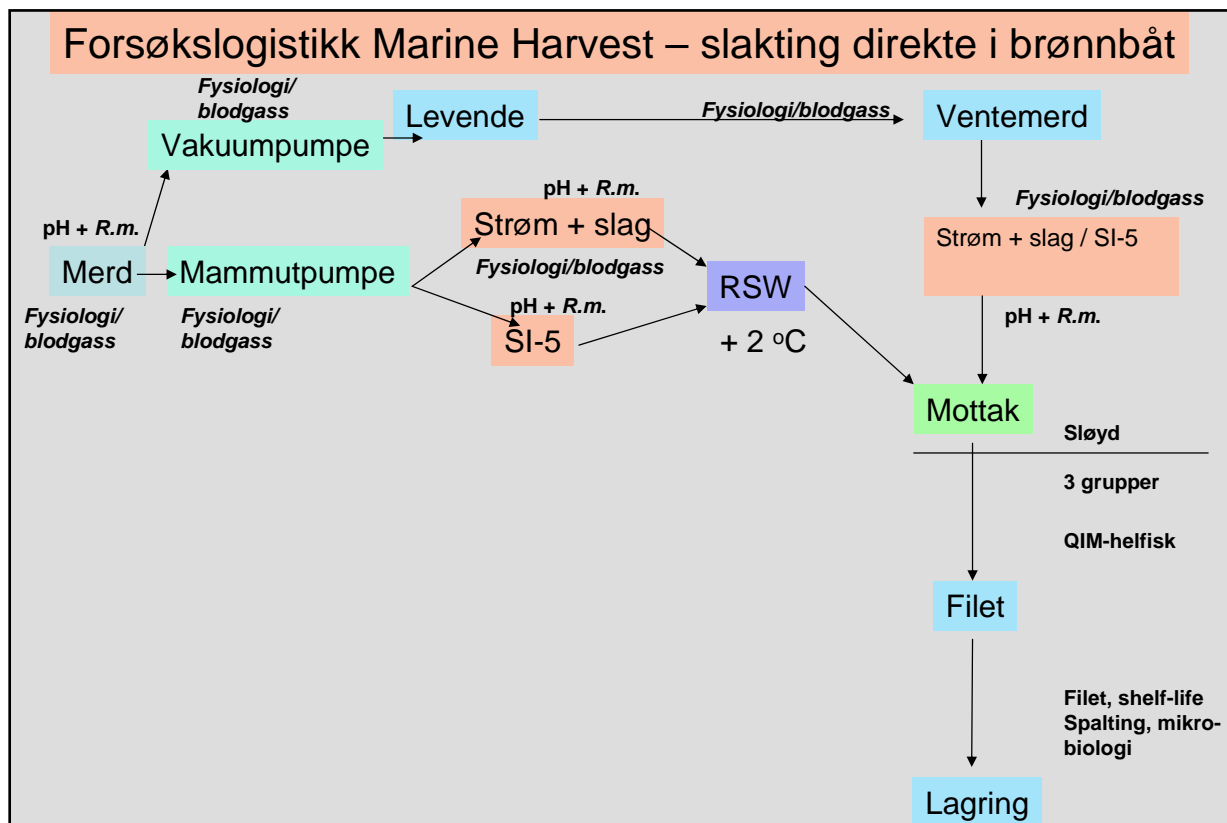 Forsøkslogistikk Marine Harvest – slakting direkte i brønnbåt
Fysiologi/
blodgass
Levende
Fysiologi/blodgass
Ventemerd
Vakuumpumpe
pH + R.m.
Fysiologi/blodgass
pH + R.m.
Strøm + slag
Strøm + slag / SI-5
Merd
Mammutpumpe
Fysiologi/blodgass
RSW
Fysiologi/
blodgass
Fysiologi/
blodgass
pH + R.m.
SI-5
+ 2 ºC
pH + R.m.
Mottak
Sløyd
3 grupper
QIM-helfisk
Filet
Filet, shelf-life
Spalting, mikro-
biologi
Lagring